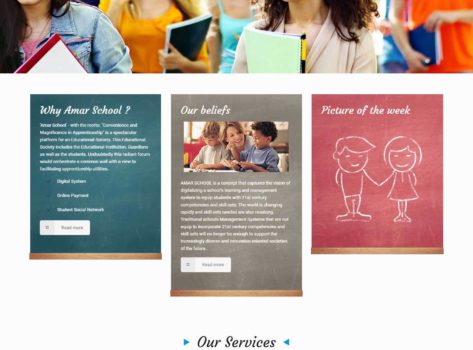 Why Amar School ?
'Amar School' - with the motto: "Convenience and
Magnificence in Apprenticeship" is a spectacular
platform for an Educational Society. This Educational
Society includes the Educational Institution, Guardians
as well as the students. Undoubtedly this radiant forum
would orchestrate a common well with a view to
facilitating apprenticeship utilities.
Digital System
Online Payment
Student Social Network
Read more
Our beliefs
AMAR SCHOOL is a concept that captures the vision of
digitalizing a school's learning and management
system to equip students with 21st century
competencies and skill sets. The world is changing
rapidly and skill sets needed are also revolving.
Traditional schools Management Systems that are not
equip to incorporate 21st century competencies and
skill sets will no longer be enough to support the
increasingly diverse and innovation oriented societies
of the future.
Read more
Picture of the week
Our Services